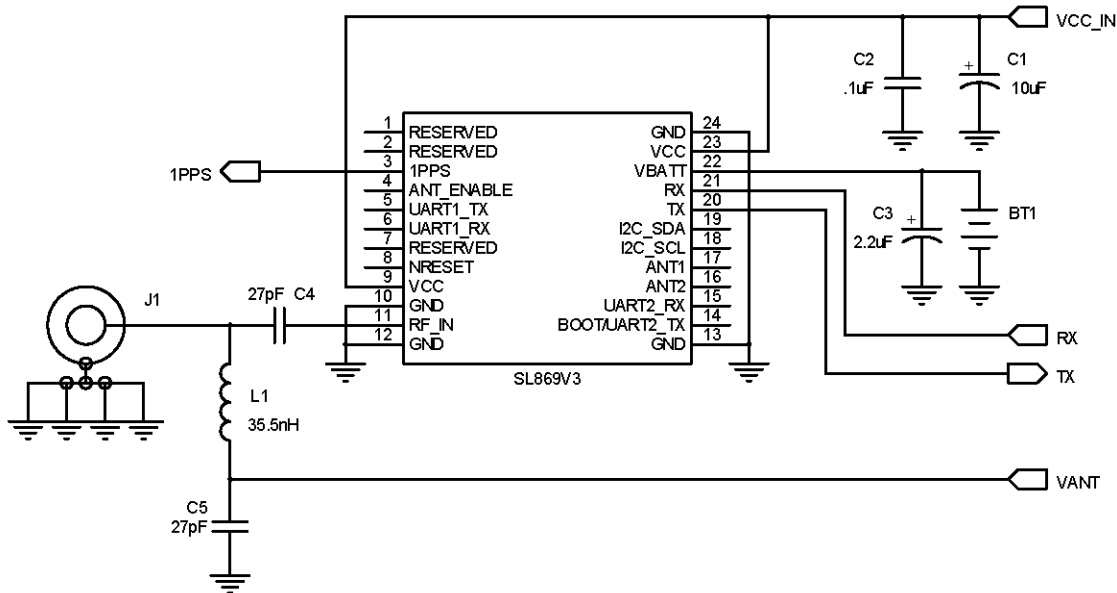 VCC_IN
C2
.1uF
+
C1
10uF
1
RESERVED
2
RESERVED
3
1PPS
4
ANT_ENABLE
5
UART1_TX
6
UART1_RX
7
RESERVED
8
NRESET
9
VCC
10
GND
11
RF_IN
12
GND
24
GND
23
VCC
22
VBATT
21
RX
20
TX
19
I2C_SDA
18
I2C_SCL
17
ANT1
16
ANT2
15
UART2_RX
14
BOOT/UART2_TX
13
GND
SL869V3
1PPS
C3
+
2.2uF
BT1
J1
27pF C4
RX
TX
L1
35.5nH
VANT
C5
27pF